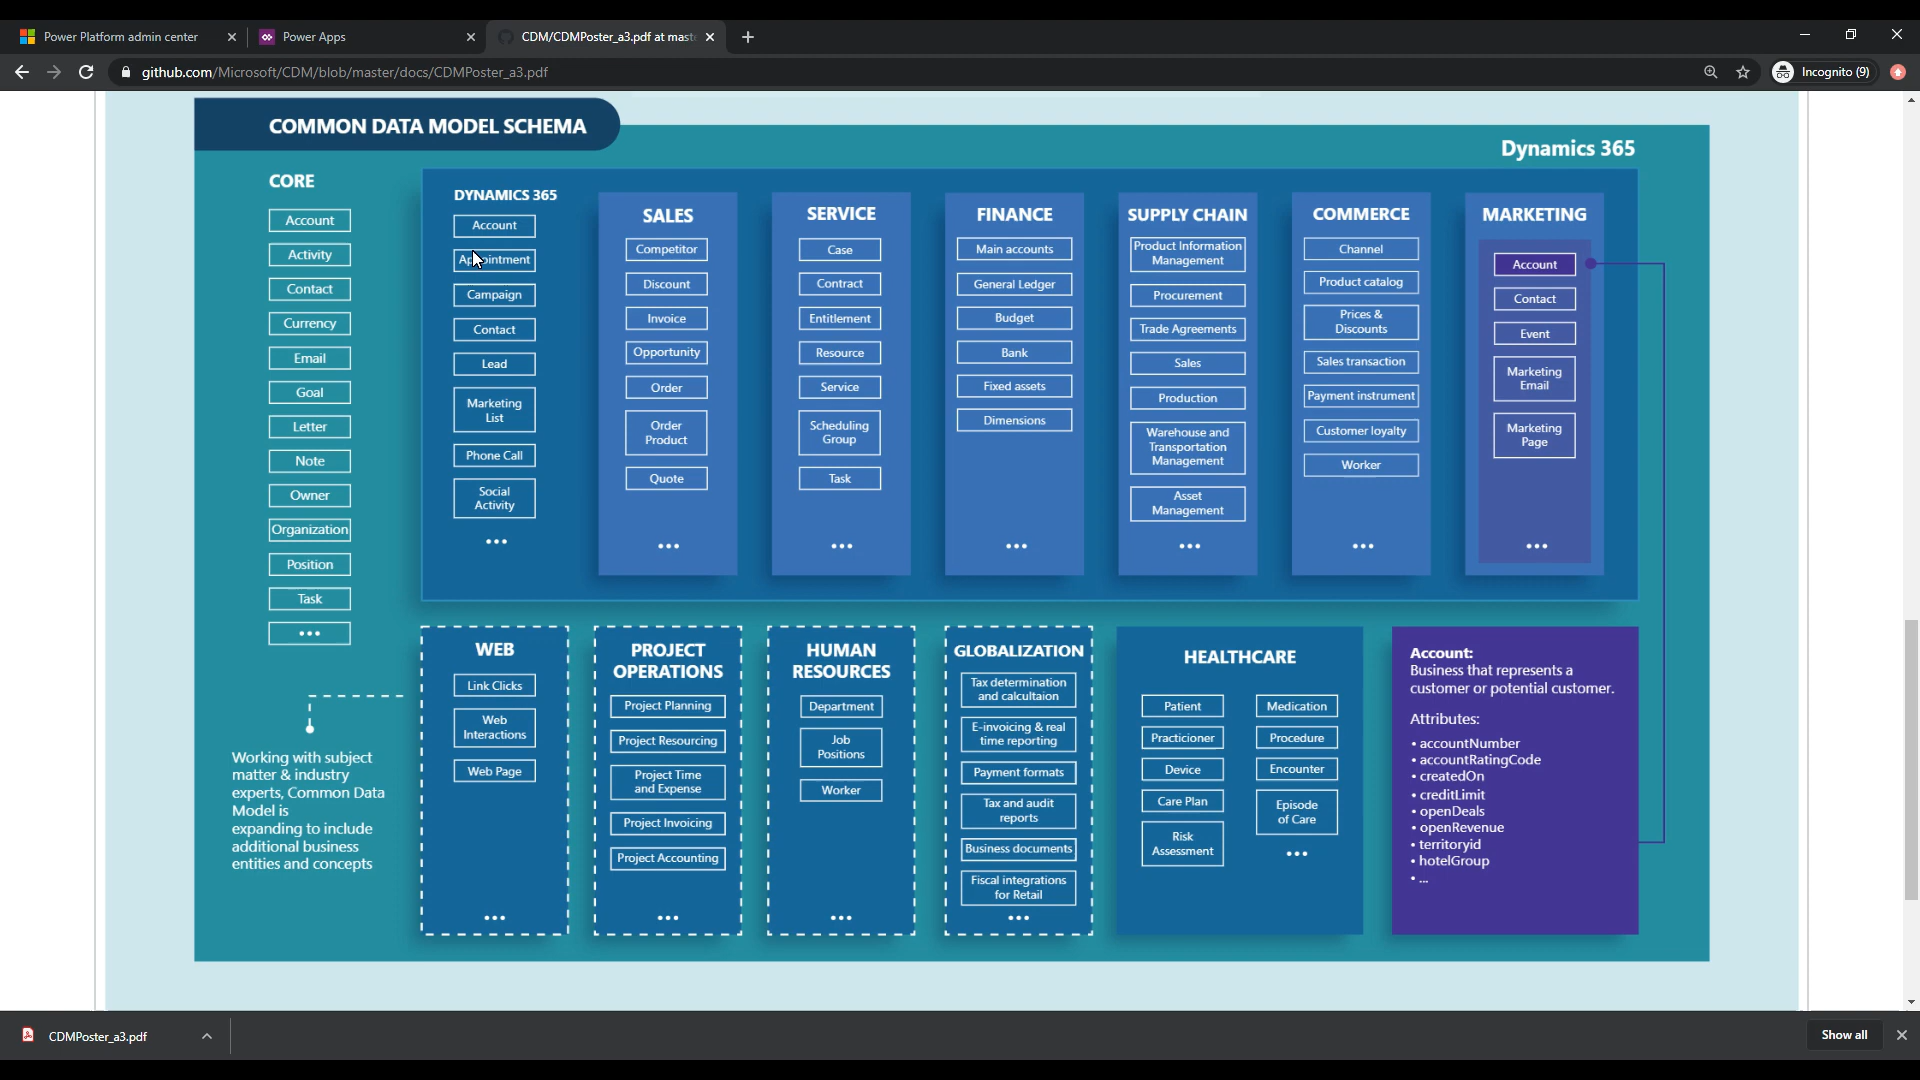 Power Platform admin center
Power Apps
CDM/CDMPoster_a3.pdf at mast
github.com/Microsoft/CDM/blob/master/docs/CDMPoster_a3.pdf
Incognito (9)
COMMON DATA MODEL SCHEMA
Dynamics 365
CORE
Account
Activity
Contact
Currency
Email
Goal
Letter
Note
Owner
Organization
Position
Task
...
DYNAMICS 365
Account
Appointment
Campaign
Contact
Lead
Marketing
List
Phone Call
Social
Activity
...
SALES
Competitor
Discount
Invoice
Opportunity
Order
Order
Product
Quote
...
SERVICE
Case
Contract
Entitlement
Resource
Service
Scheduling
Group
Task
...
FINANCE
Main accounts
General Ledger
Budget
Bank
Fixed assets
Dimensions
...
SUPPLY CHAIN
Product Information
Management
Procurement
Trade Agreements
Sales
Production
Warehouse and
Transportation
Management
Asset
Management
...
COMMERCE
Channel
Product catalog
Prices &
Discounts
Sales transaction
Payment instrument
Customer loyalty
Worker
...
MARKETING
Account
Contact
Event
Marketing
Email
Marketing
Page
...
Working with subject
matter & industry
experts, Common Data
Model is
expanding to include
additional business
entities and concepts
WEB
Link Clicks
Web
Interactions
Web Page
...
PROJECT
OPERATIONS
Project Planning
Project Resourcing
Project Time
and Expense
Project Invoicing
Project Accounting
...
HUMAN
RESOURCES
Department
Job
Positions
Worker
...
GLOBALIZATION
Tax determination
and calcultaion
E-invoicing & real
time reporting
Payment formats
Tax and audit
reports
Business documents
Fiscal integrations
for Retail
...
HEALTHCARE
Patient
Practicioner
Device
Care Plan
Risk
Assessment
Medication
Procedure
Encounter
Episode
of Care
...
Account:
Business that represents a
customer or potential customer.
Attributes:
• accountNumber
• accountRatingCode
• createdOn
• creditLimit
• openDeals
• openRevenue
• territoryid
• hotelGroup
• ...
CDMPoster_a3.pdf
Show all